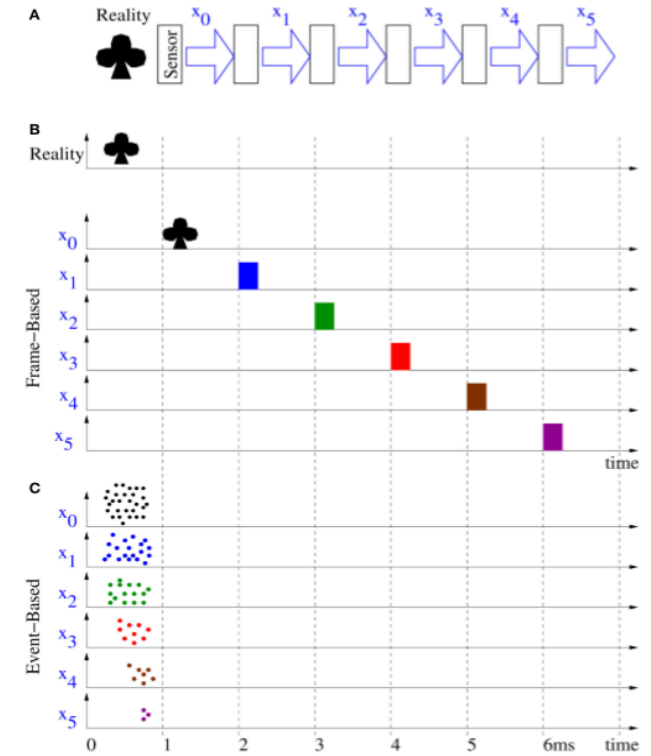 A
Reality
Sensor
x0 x1 x2 x3 x4 x5
B
Reality
Frame-Based
x0
x1
x2
x3
x4
x5
time
C
Event-Based
x0
x1
x2
x3
x4
x5
0 1 2 3 4 5 6ms time